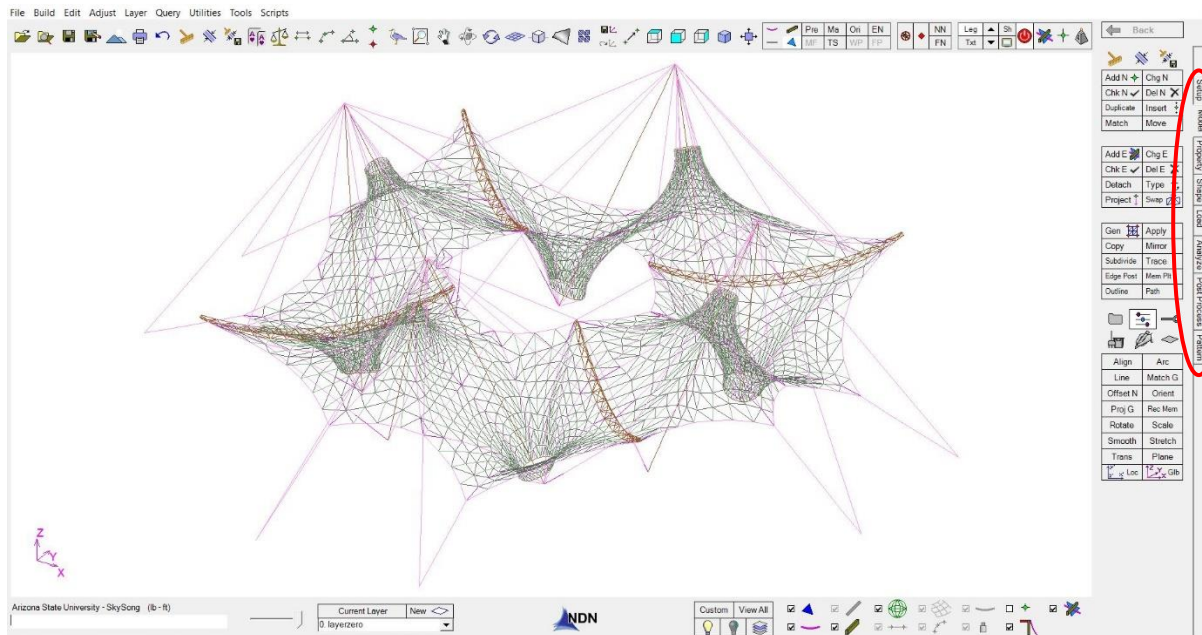 File Build Edit Adjust Layer Query Utilities Tools Scripts
Pre Ma Ori EN
MF TS WP FP
NN
FN
Leg Sh
Txt
Back
Add N Chg N
Chk N Del N
Duplicate Insert
Match Move
Add E Chg E
Chk E Del E
Detach Type
Project Swap
Gen Apply
Copy Mirror
Subdivide Trace
Edge Post Mem Plt
Outline Path
Align Arc
Line Match G
Offset N Orient
Proj G Rec Mem
Rotate Scale
Smooth Stretch
Trans Plane
Loc Glb
Setup
Model
Property
Shape
Load
Analyze
Post Process
Pattern
Z
Y
X
Arizona State University - SkySong (lb - ft)
Current Layer New
0. layerzero
NDN
Custom View All